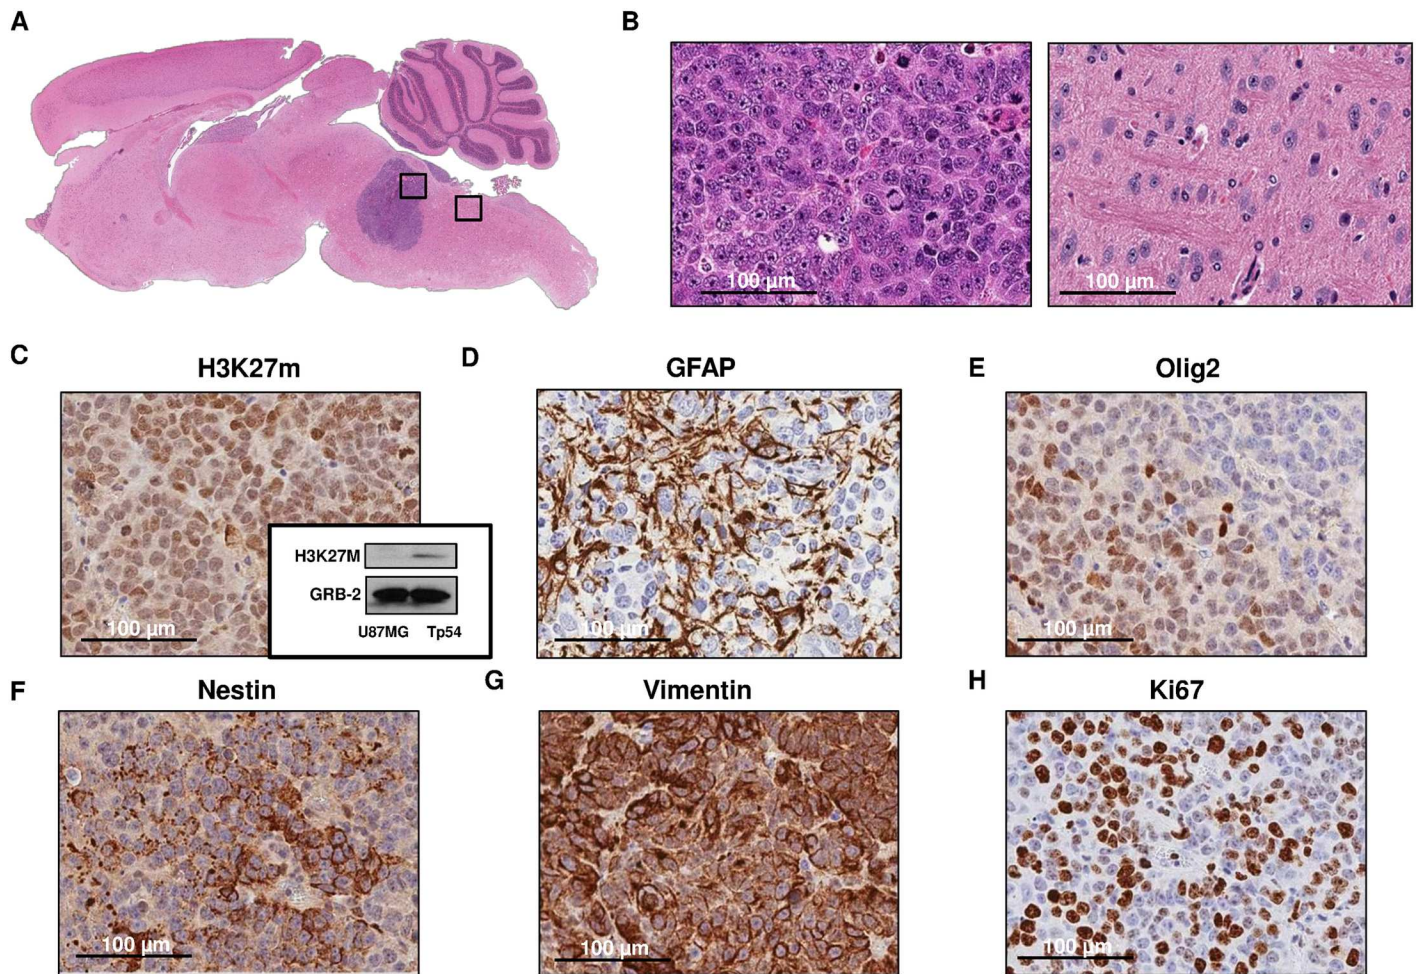 A
B
100 µm
100 µm
C
H3K27m
D
GFAP
E
Olig2
H3K27M
GRB-2
U87MG Tp54
100 µm
100 µm
100 µm
F
Nestin
G
Vimentin
H
Ki67
100 µm
100 µm
100 µm